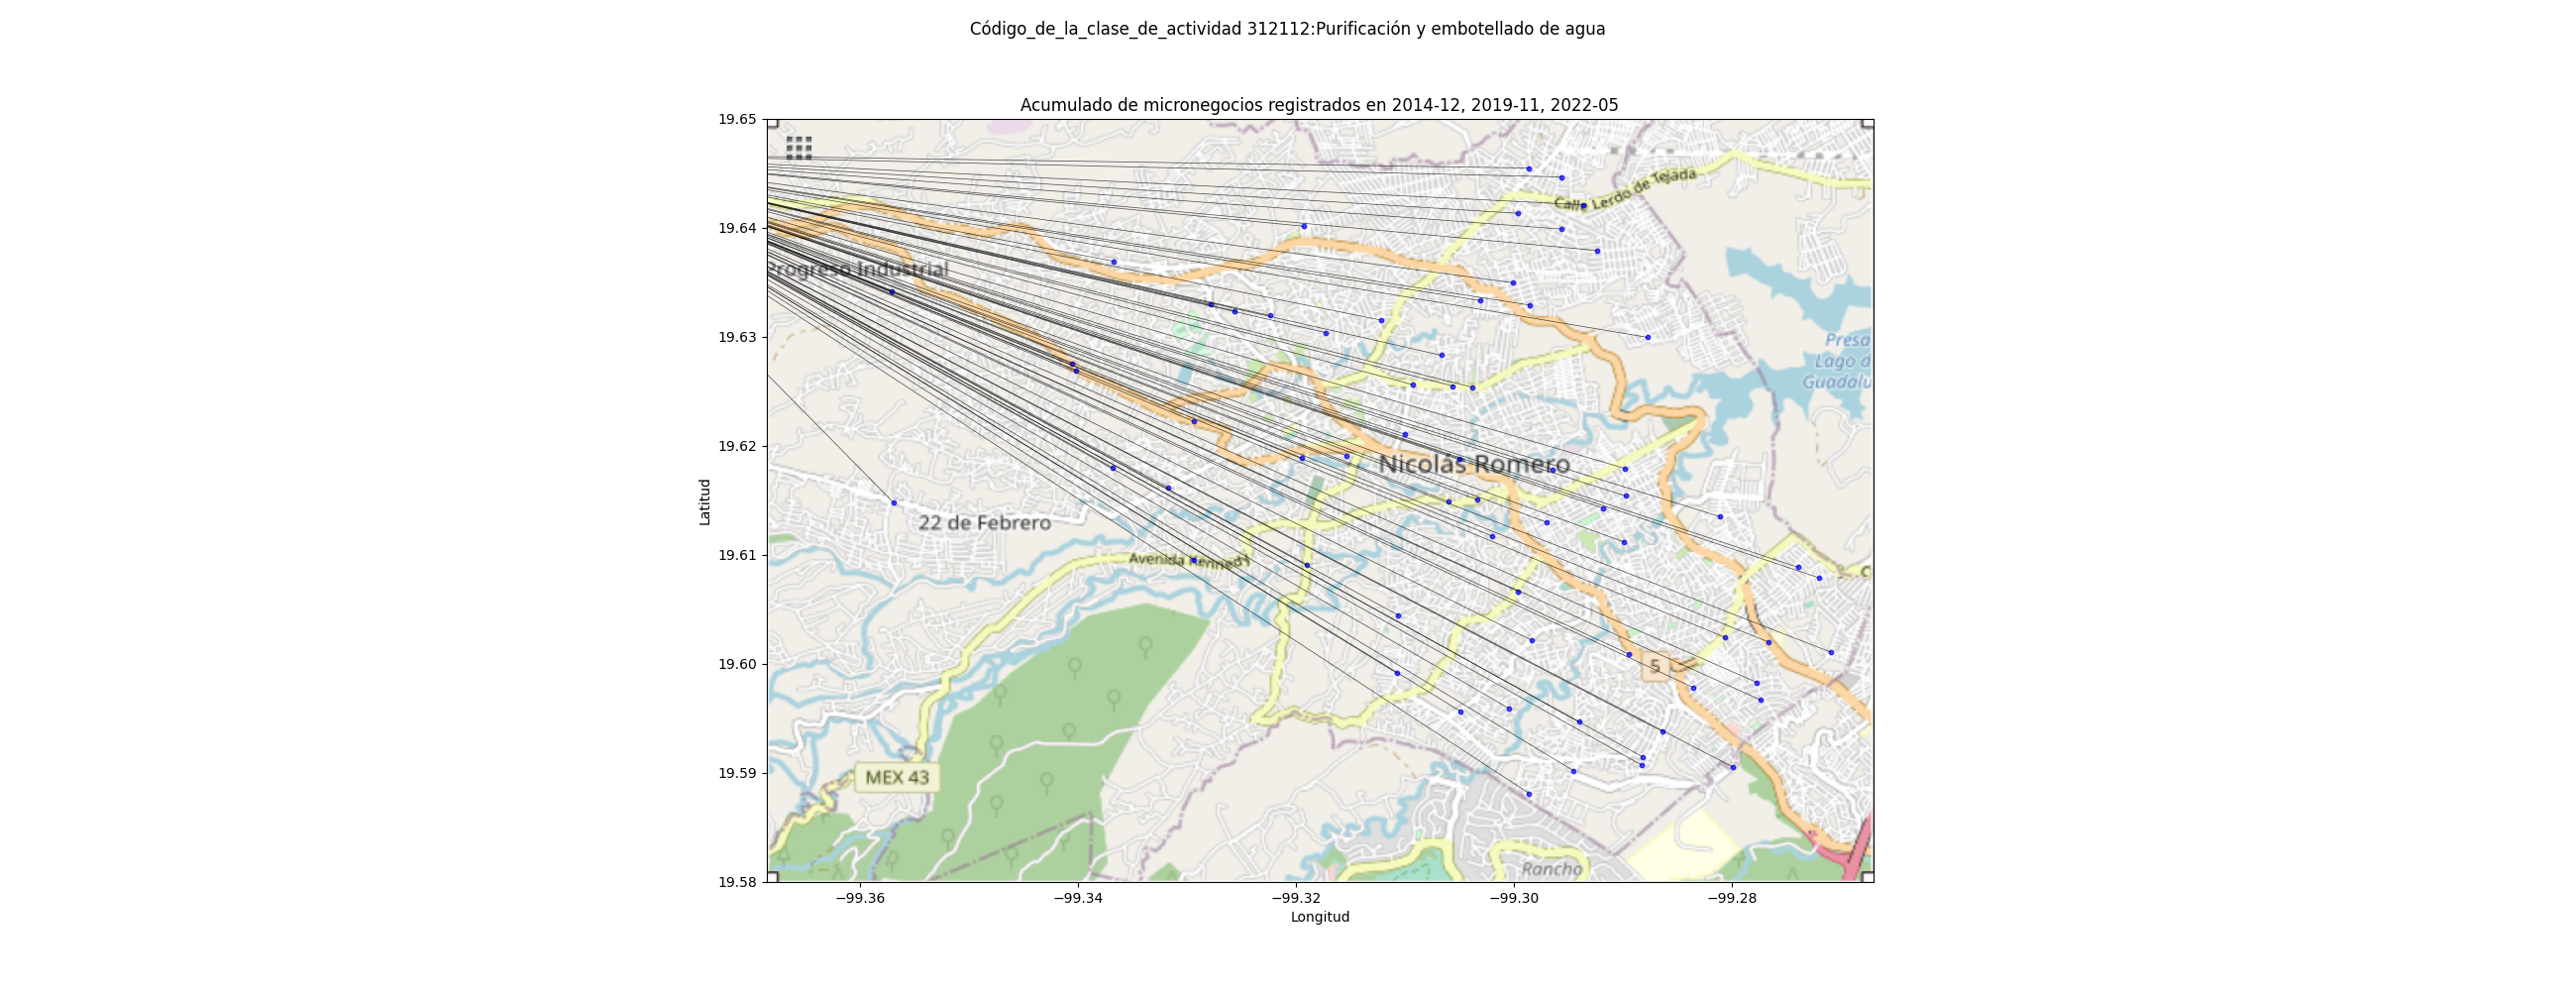 Código_de_la_clase_de_actividad 312112:Purificación y embotellado de agua
Acumulado de micronegocios registrados en 2014-12, 2019-11, 2022-05
19.65
19.64
19.63
19.62
19.61
19.60
19.59
19.58
Latitud
Calle Lerdo de Tejada
Progreso Industrial
Presa
Lago d
Guadalu
Nicolás Romero
22 de Febrero
Avenida Kennedy
C
5
MEX 43
Rancho
−99.36
−99.34
−99.32
−99.30
−99.28
Longitud